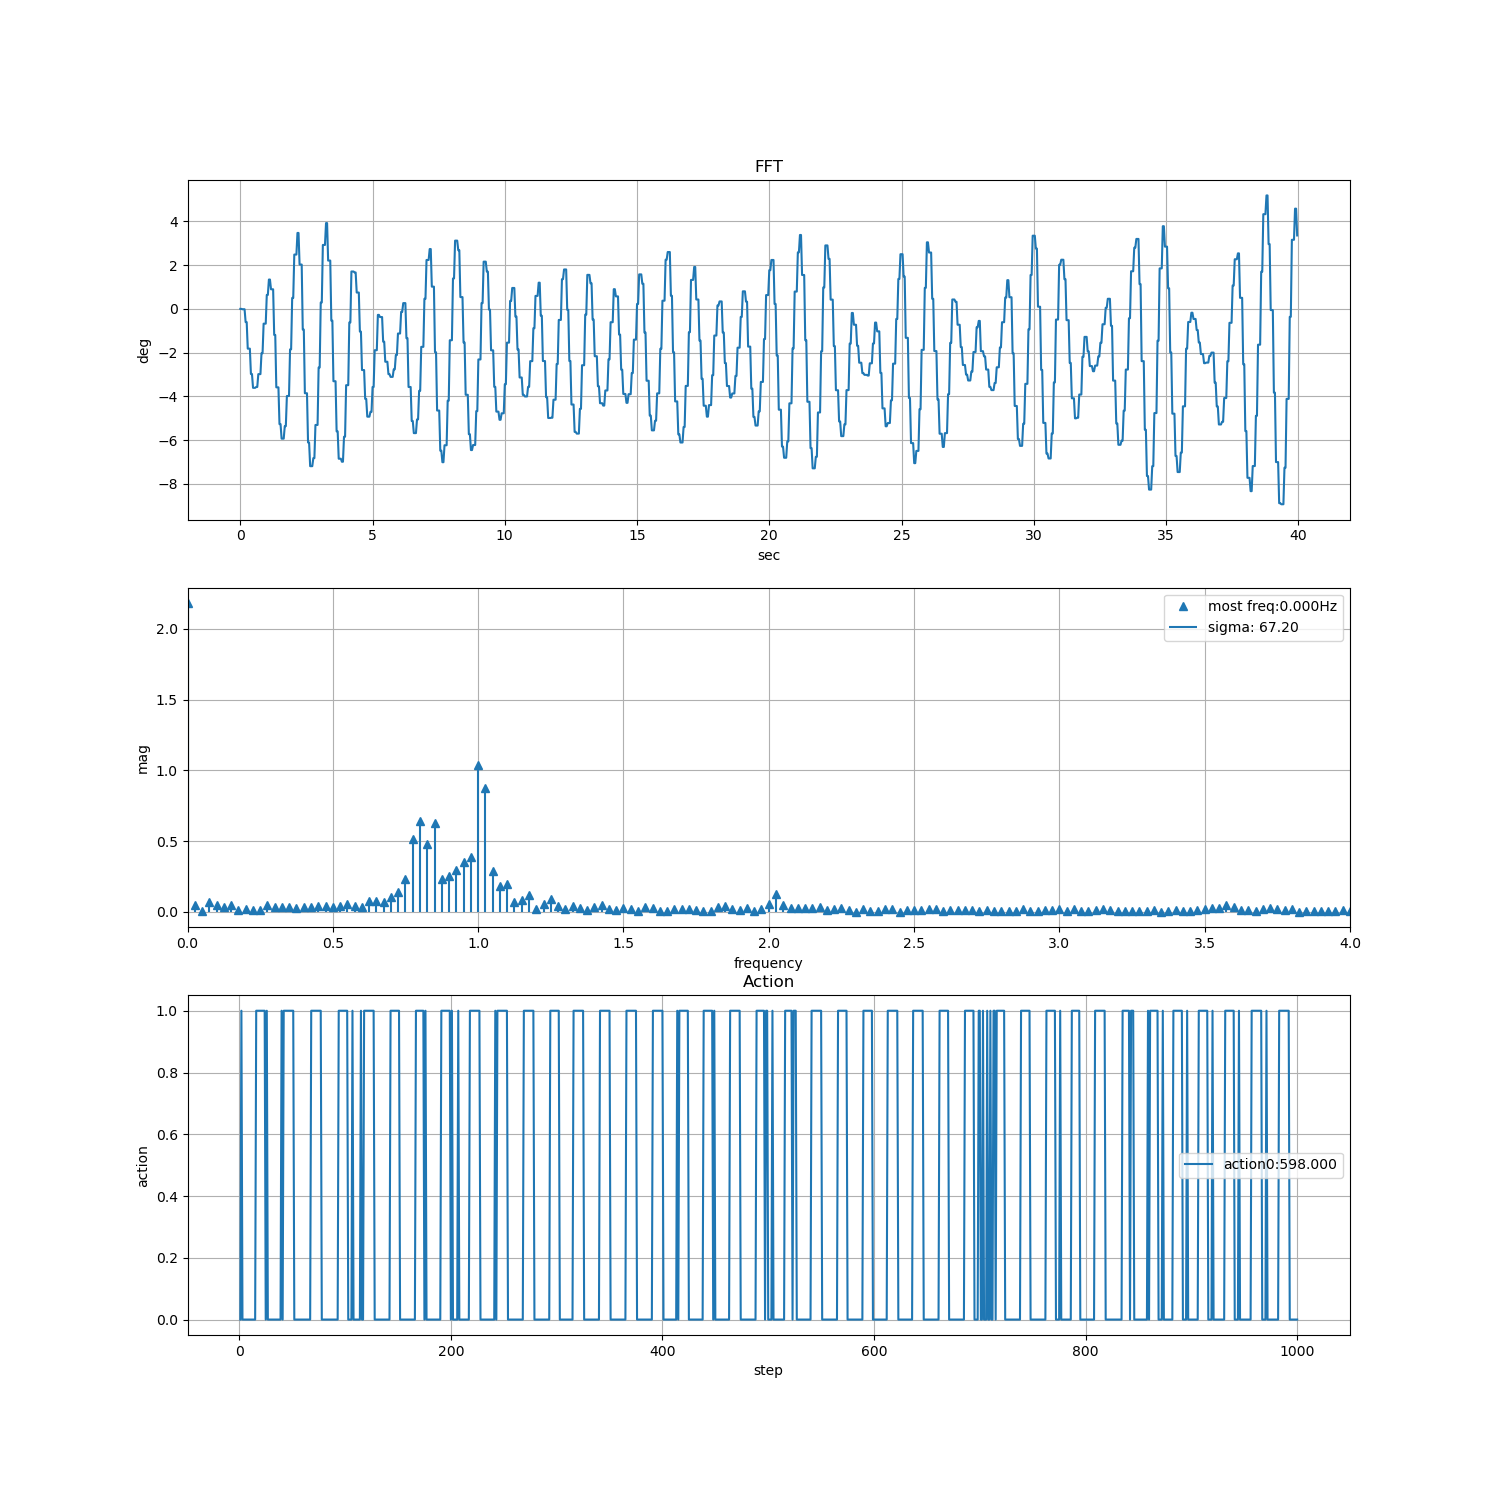 FFT
4
2
0
−2
−4
−6
−8
deg
0 5 10 15 20 25 30 35 40
sec
most freq:0.000Hz
sigma: 67.20
2.0
1.5
1.0
0.5
0.0
mag
0.0 0.5 1.0 1.5 2.0 2.5 3.0 3.5 4.0
frequency
Action
1.0
0.8
0.6
0.4
0.2
0.0
action
action0:598.000
0 200 400 600 800 1000
step